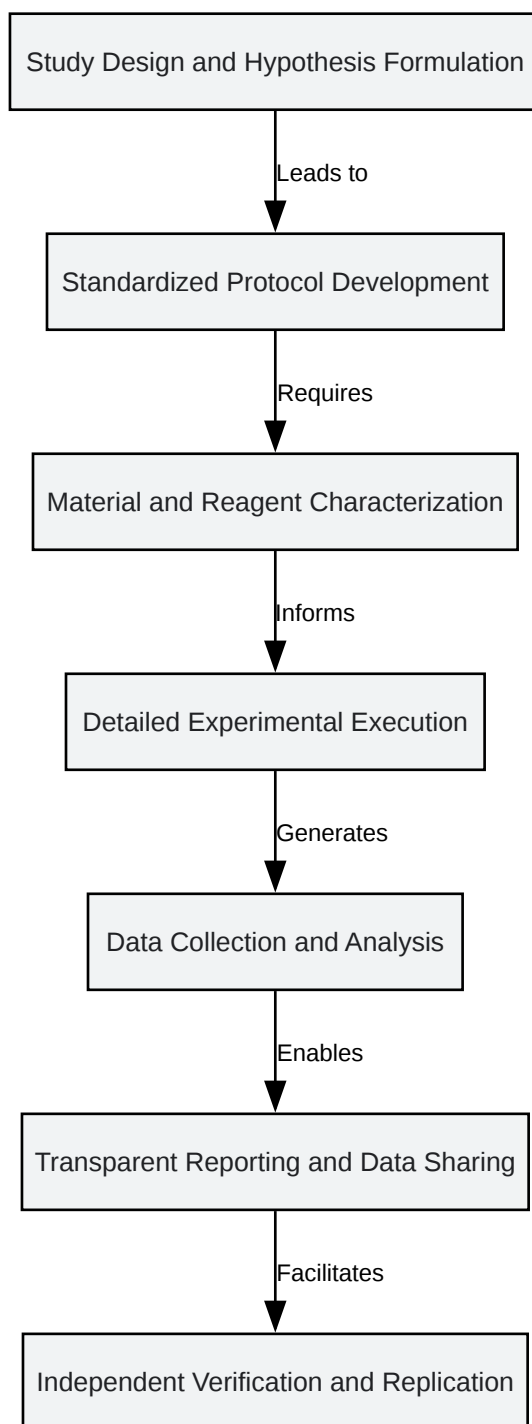 Study Design and Hypothesis Formulation
Leads to
Standardized Protocol Development
Requires
Material and Reagent Characterization
Informs
Detailed Experimental Execution
Generates
Data Collection and Analysis
Enables
Transparent Reporting and Data Sharing
Facilitates
Independent Verification and Replication